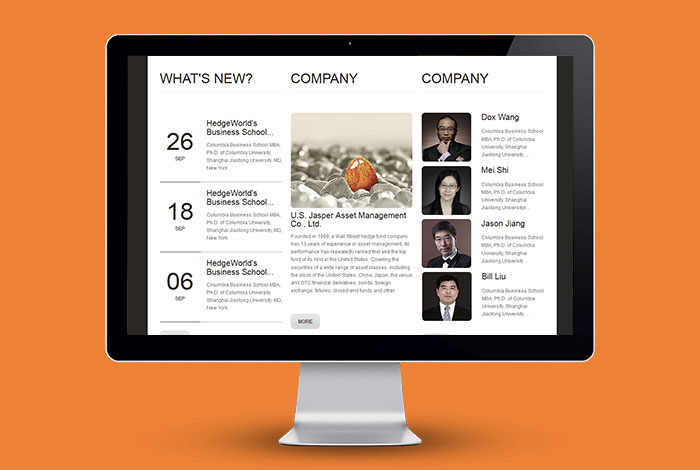 WHAT'S NEW?
26
SEP
HedgeWorld's
Business School...
Columbia Business School MBA,
Ph.D. of Columbia University
Shanghai Jiaotong University, MD,
New York
18
SEP
HedgeWorld's
Business School...
Columbia Business School MBA,
Ph.D. of Columbia University
Shanghai Jiaotong University, MD,
New York
06
SEP
HedgeWorld's
Business School...
Columbia Business School MBA,
Ph.D. of Columbia University
Shanghai Jiaotong University, MD,
New York
COMPANY
U.S. Jasper Asset Management
Co., Ltd.
Founded in 1999, a Wall Street hedge fund company
has 13 years of experience in asset management, its
performance has repeatedly ranked first and the top
fund of its kind in the United States. Covering the
securities of a wide range of asset classes, including
the stock of the United States, China, Japan, the venue,
and OTC financial derivatives, bonds, foreign
exchange, futures, closed-end funds and other.
MORE
COMPANY
Dox Wang
Columbia Business School
MBA, Ph.D. of Columbia
University, Shanghai
Jiaotong University ...
Mei Shi
Columbia Business School
MBA, Ph.D. of Columbia
University, Shanghai
Jiaotong University ...
Jason Jiang
Columbia Business School
MBA, Ph.D. of Columbia
University, Shanghai
Jiaotong University ...
Bill Liu
Columbia Business School
MBA, Ph.D. of Columbia
University, Shanghai
Jiaotong University ...